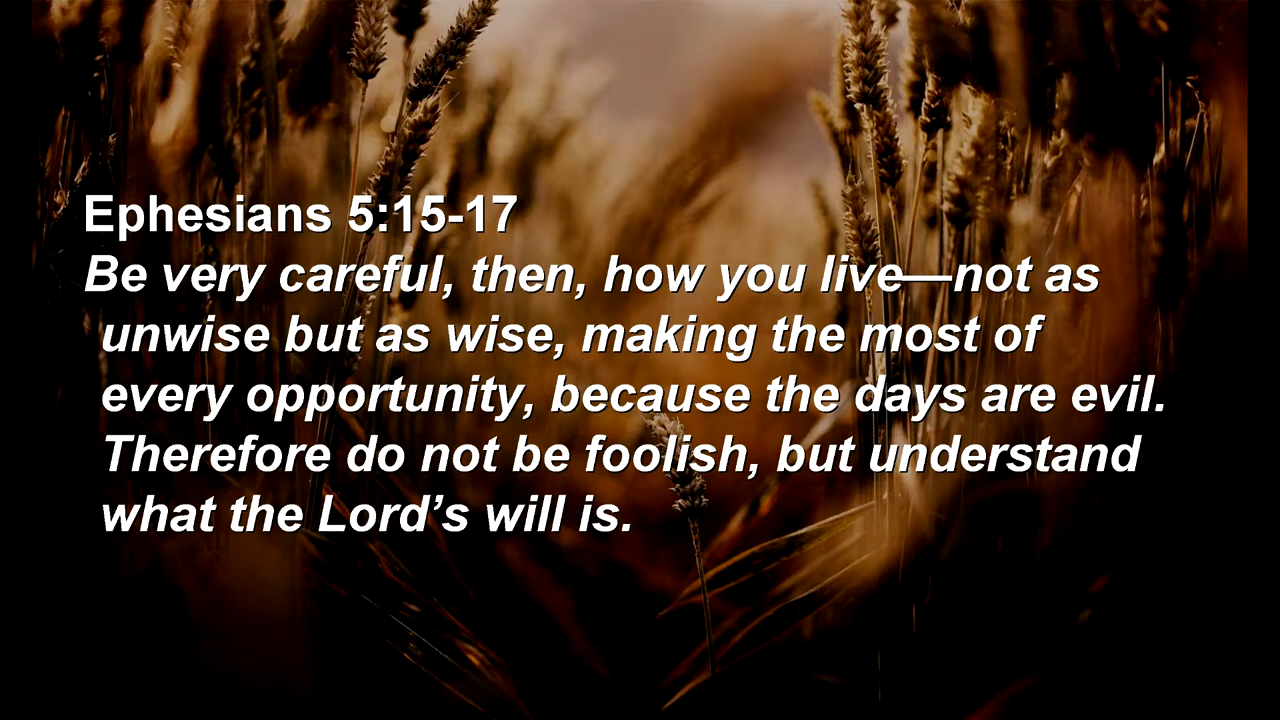 Ephesians 5:15-17
Be very careful, then, how you live—not as
unwise but as wise, making the most of
every opportunity, because the days are evil.
Therefore do not be foolish, but understand
what the Lord’s will is.